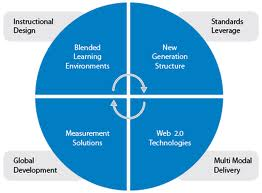 Instructional
Design
Standards
Leverage
Blended
Learning
Environments
New
Generation
Structure
Measurement
Solutions
Web 2.0
Technologies
Global
Development
Multi Modal
Delivery